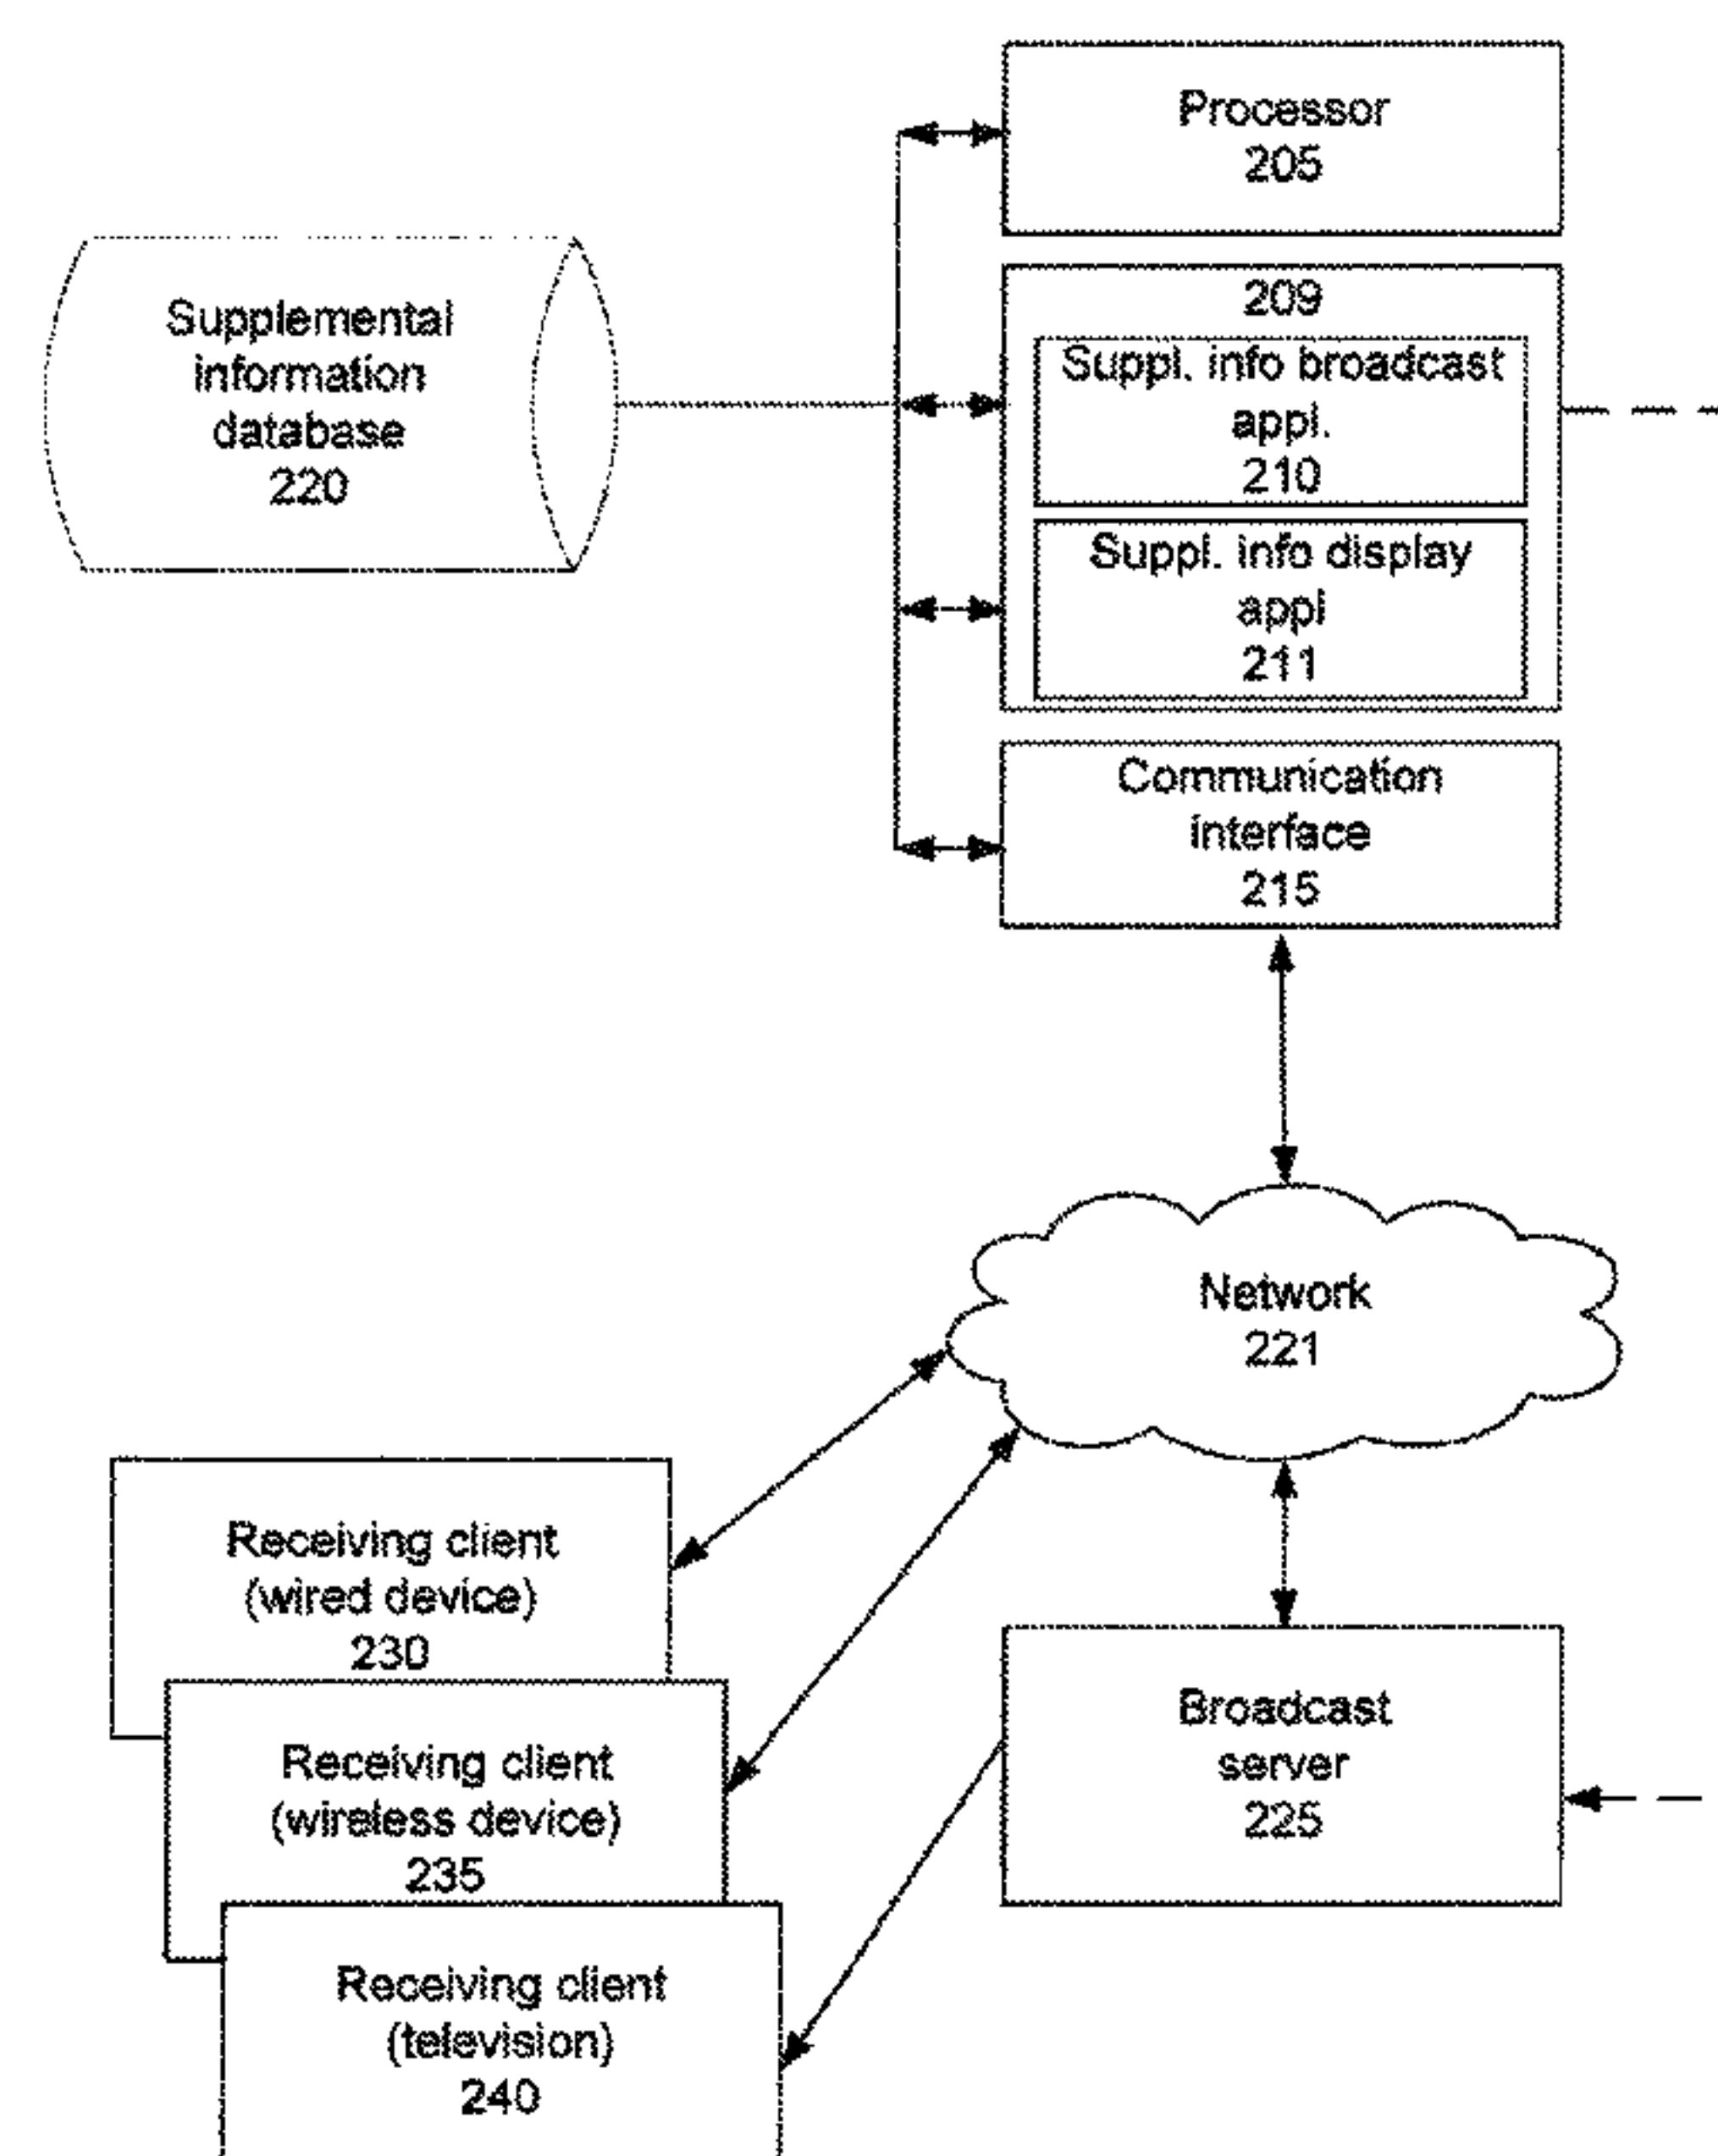 Processor
205
Supplemental
information
database
220
209
Suppl. info broadcast
appl.
210
Suppl. info display
appl
211
Communication
interface
215
Network
221
Receiving client
(wired device)
230
Receiving client
(wireless device)
235
Receiving client
(television)
240
Broadcast
server
225